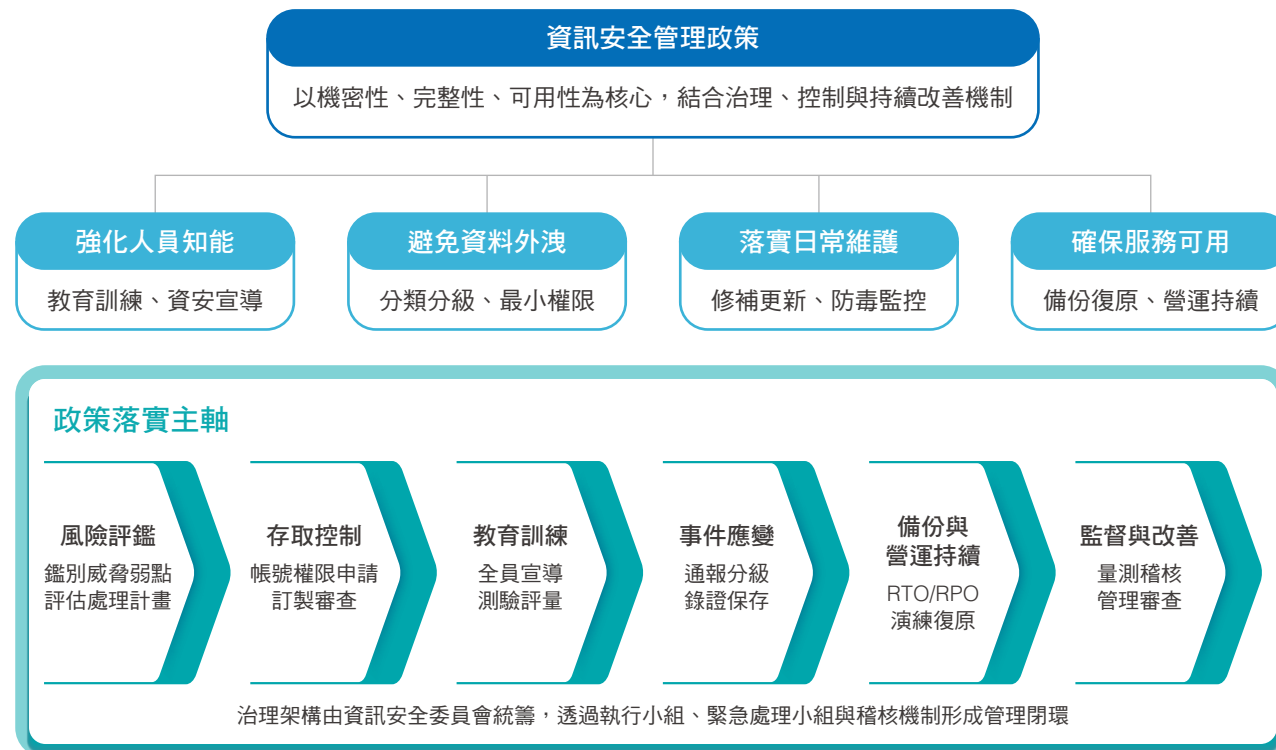 資訊安全管理政策
以機密性、完整性、可用性為核心，結合治理、控制與持續改善機制
強化人員知能
教育訓練、資安宣導
避免資料外洩
分類分級、最小權限
落實日常維護
修補更新、防毒監控
確保服務可用
備份復原、營運持續
政策落實主軸
風險評鑑
鑑別威脅弱點
評估處理計畫
存取控制
帳號權限申請
訂製審查
教育訓練
全員宣導
測驗評量
事件應變
通報分級
錄證保存
備份與
營運持續
RTO/RPO
演練復原
監督與改善
量測稽核
管理審查
治理架構由資訊安全委員會統籌，透過執行小組、緊急處理小組與稽核機制形成管理閉環